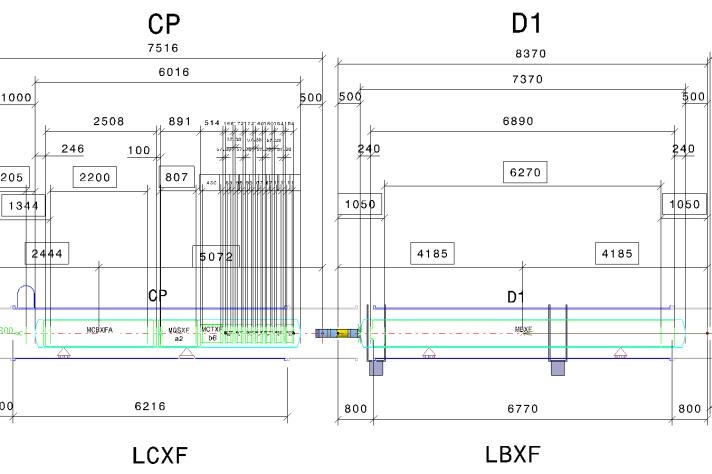 CP D1
7516 8370
6016 7370
1000 500 500 500
2508 891 514 6890
246 100 240 240
205 2200 807 430 6270
1344 1050 1050
2444 5072 4185 4185
CP D1
MCBXFA MQSXF MCTXF MBXF
a2 b6
6216 800 6770 800
LCXF LBXF